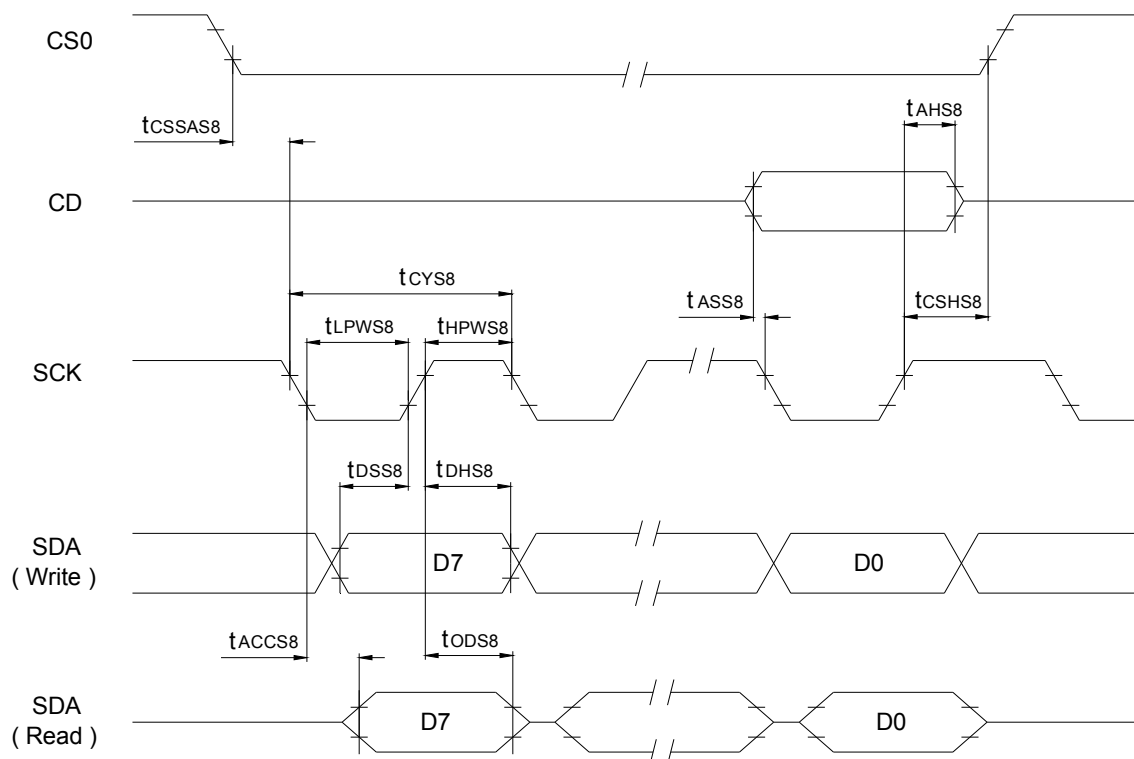 CS0
tCSSAS8
tAHS8
CD
tCYS8
tASS8
tCSHS8
tLPWS8
tHPWS8
SCK
tDSS8
tDHS8
SDA
( Write )
D7
D0
tACCS8
tODS8
SDA
( Read )
D7
D0